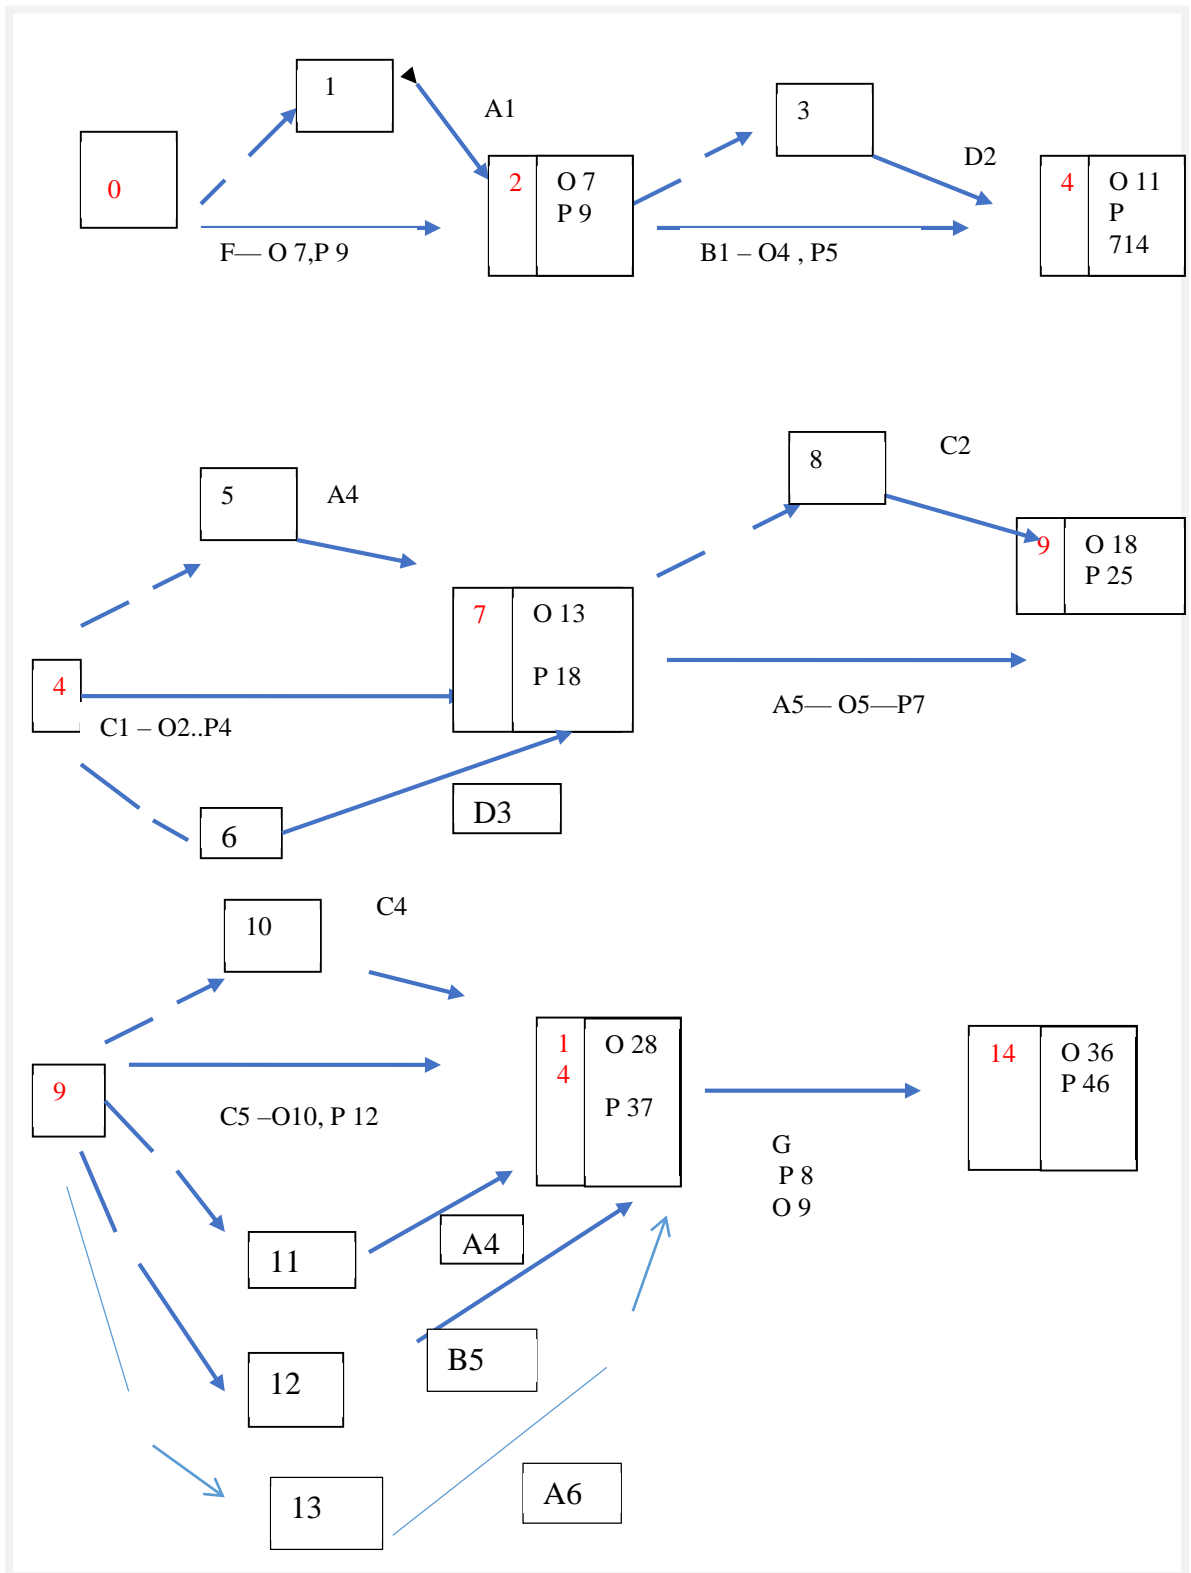 1
A1
3
D2
0
2
O 7
P 9
4
O 11
P
714
F— O 7,P 9
B1 – O4 , P5
8
C2
5
A4
9
O 18
P 25
7
O 13
P 18
4
C1 – O2..P4
A5— O5—P7
D3
6
10
C4
1
4
O 28
P 37
14
O 36
P 46
9
C5 –O10, P 12
G
P 8
O 9
11
A4
12
B5
13
A6